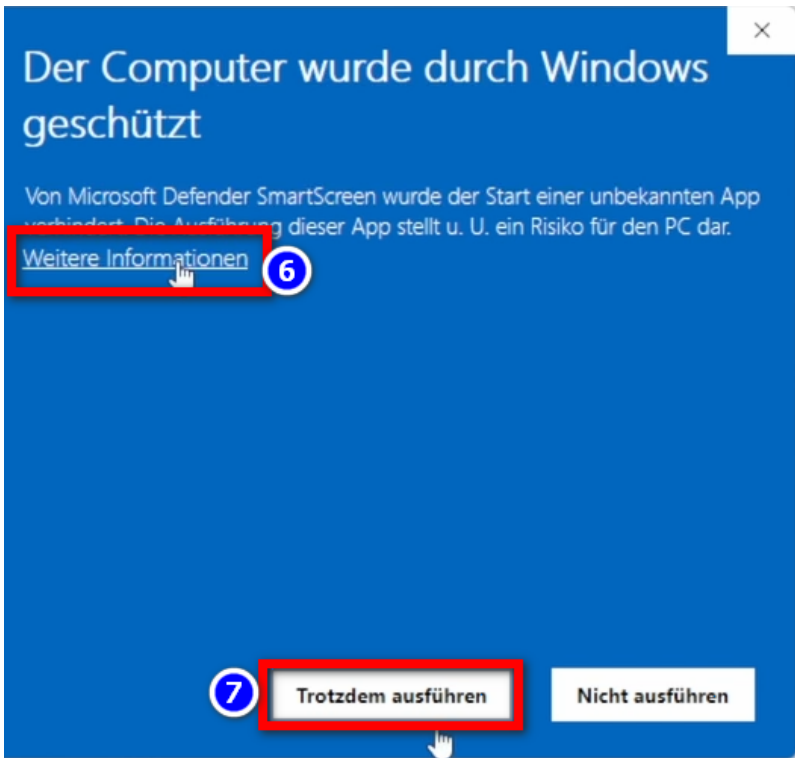 Der Computer wurde durch Windows
geschützt
Von Microsoft Defender SmartScreen wurde der Start einer unbekannten App
verhindert. Die Ausführung dieser App stellt u. U. ein Risiko für den PC dar.
Weitere Informationen
6
7
Trotzdem ausführen
Nicht ausführen